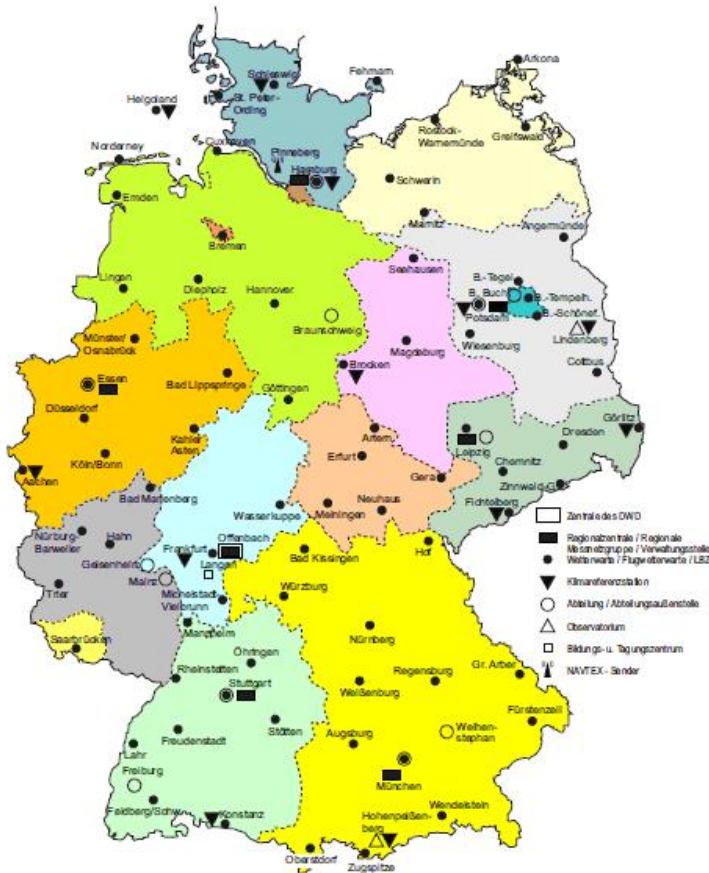 Arkona
Schleswig
Fehmarn
St. Peter-
Ording
Helgoland
Rostock-
Warnemünde
Greifswald
Norderney
Cuxhaven
Pinneberg
Hamburg
Schwerin
Emden
Marnitz
Bremen
Angermünde
Seehausen
Lingen
Diepholz
Hannover
B.-Tegel
B. Buch
B.-Tempelh.
B.-Schönef.
Potsdam
Braunschweig
Wiesenburg
Lindenberg
Münster/
Osnabrück
Magdeburg
Cottbus
Brocken
Essen
Bad Lippspringe
Göttingen
Düsseldorf
Görlitz
Kahler
Asten
Artern
Leipzig
Dresden
Köln/Bonn
Erfurt
Chemnitz
Aachen
Gera
Zinnwald-G.
Bad Marienberg
Wasserkuppe
Meiningen
Neuhaus
Fichtelberg
Nürburg-
Barweiler
Hahn
Frankfurt
Offenbach
Langen
Bad Kissingen
Hof
Geisenheim
Mainz
Trier
Michelstadt-
Vielbrunn
Würzburg
Saarbrücken
Mannheim
Nürnberg
Öhringen
Rheinstetten
Gr. Arber
Stuttgart
Weißenburg
Regensburg
Fürstenzell
Freudenstadt
Stötten
Augsburg
Weihen-
stephan
Lahr
Freiburg
München
Feldberg/Schw.
Konstanz
Hohenpeißen-
berg
Wendelstein
Oberstdorf
Zugspitze
Zentrale des DWD
Regionalzentrale / Regionale
Messnetzgruppe / Verwaltungsstelle
Wetterwarte / Flugwetterwarte / LBZ
Klimareferenzstation
Abteilung / Abteilungsaußenstelle
Observatorium
Bildungs- u. Tagungszentrum
NAVTEX - Sender